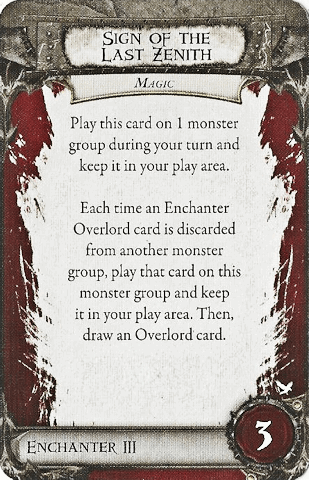 Sign of the
Last Zenith
Magic
Play this card on 1 monster
group during your turn and
keep it in your play area.
Each time an Enchanter
Overlord card is discarded
from another monster
group, play that card on this
monster group and keep
it in your play area. Then,
draw an Overlord card.
Enchanter III
3